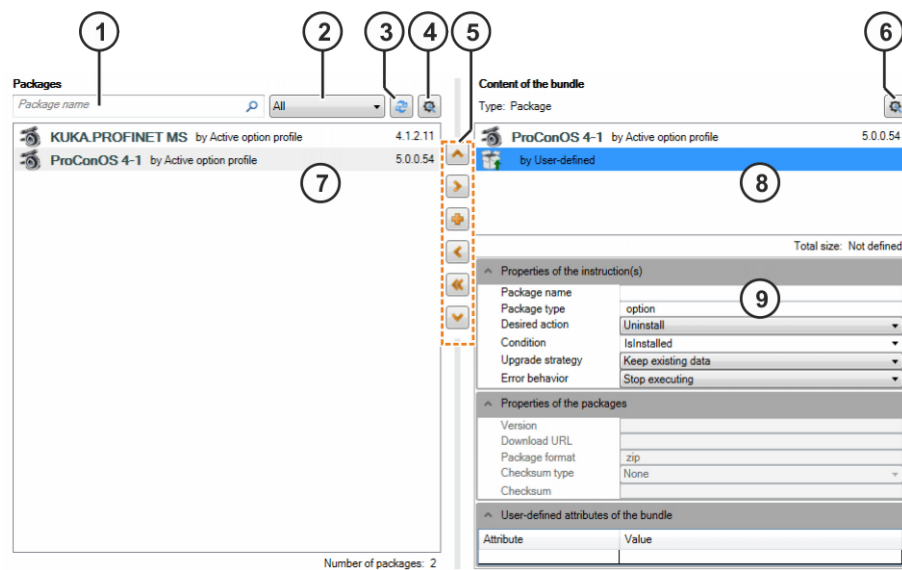 1
2
3
4
5
6
Packages
Package name
All
KUKA.PROFINET MS by Active option profile 4.1.2.11
ProConOS 4-1 by Active option profile 5.0.0.54
7
Number of packages: 2
Content of the bundle
Type: Package
ProConOS 4-1 by Active option profile 5.0.0.54
by User-defined
8
Total size: Not defined
Properties of the instruction(s)
9
Package name
Package type option
Desired action Uninstall
Condition IsInstalled
Upgrade strategy Keep existing data
Error behavior Stop executing
Properties of the packages
Version
Download URL
Package format zip
Checksum type None
Checksum
User-defined attributes of the bundle
Attribute Value